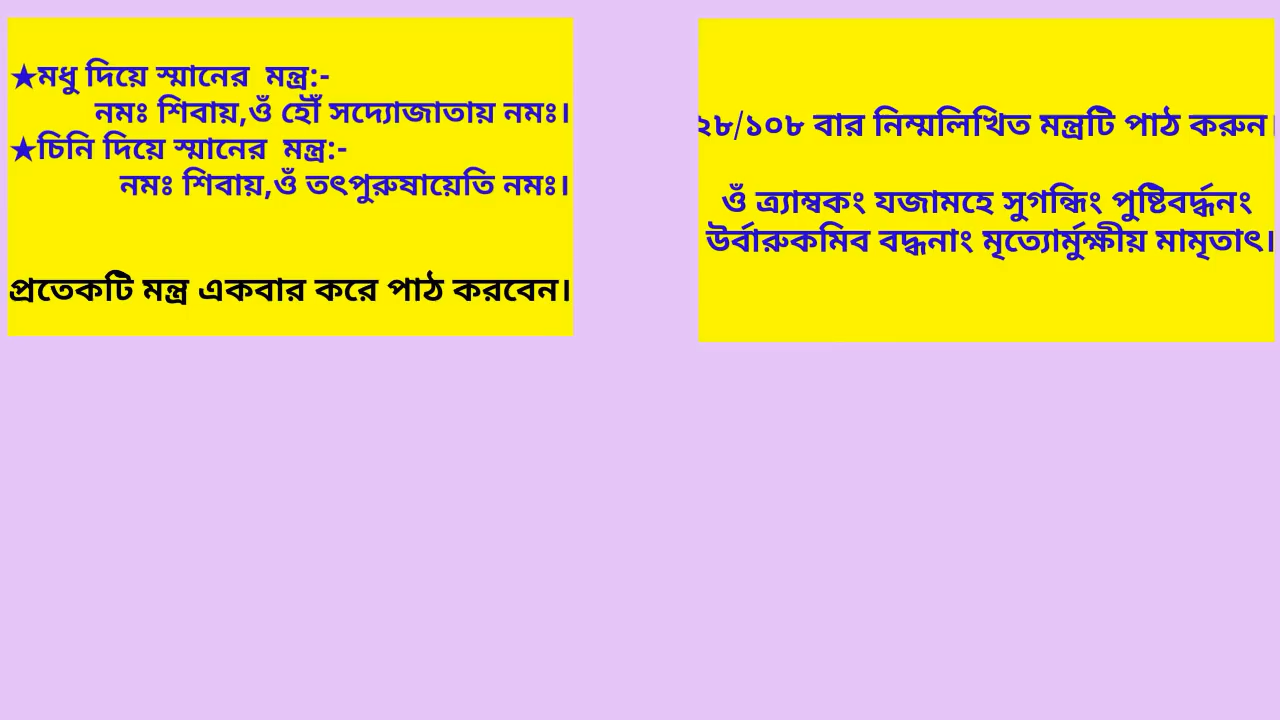 ★মধু দিয়ে স্মানের মন্ত্র:-
নমঃ শিবায়,ওঁ হৌঁ সদ্যোজাতায় নমঃ।
★চিনি দিয়ে স্মানের মন্ত্র:-
নমঃ শিবায়,ওঁ তৎপুরুষায়েতি নমঃ।
প্রতেকটি মন্ত্র একবার করে পাঠ করবেন।
২৮/১০৮ বার নিম্মলিখিত মন্ত্রটি পাঠ করুন।
ওঁ ত্র্যাম্বকং যজামহে সুগন্ধিং পুষ্টিবর্দ্ধনং
উর্বারুকমিব বদ্ধনাং মৃত্যোর্মুক্ষীয় মামৃতাৎ।